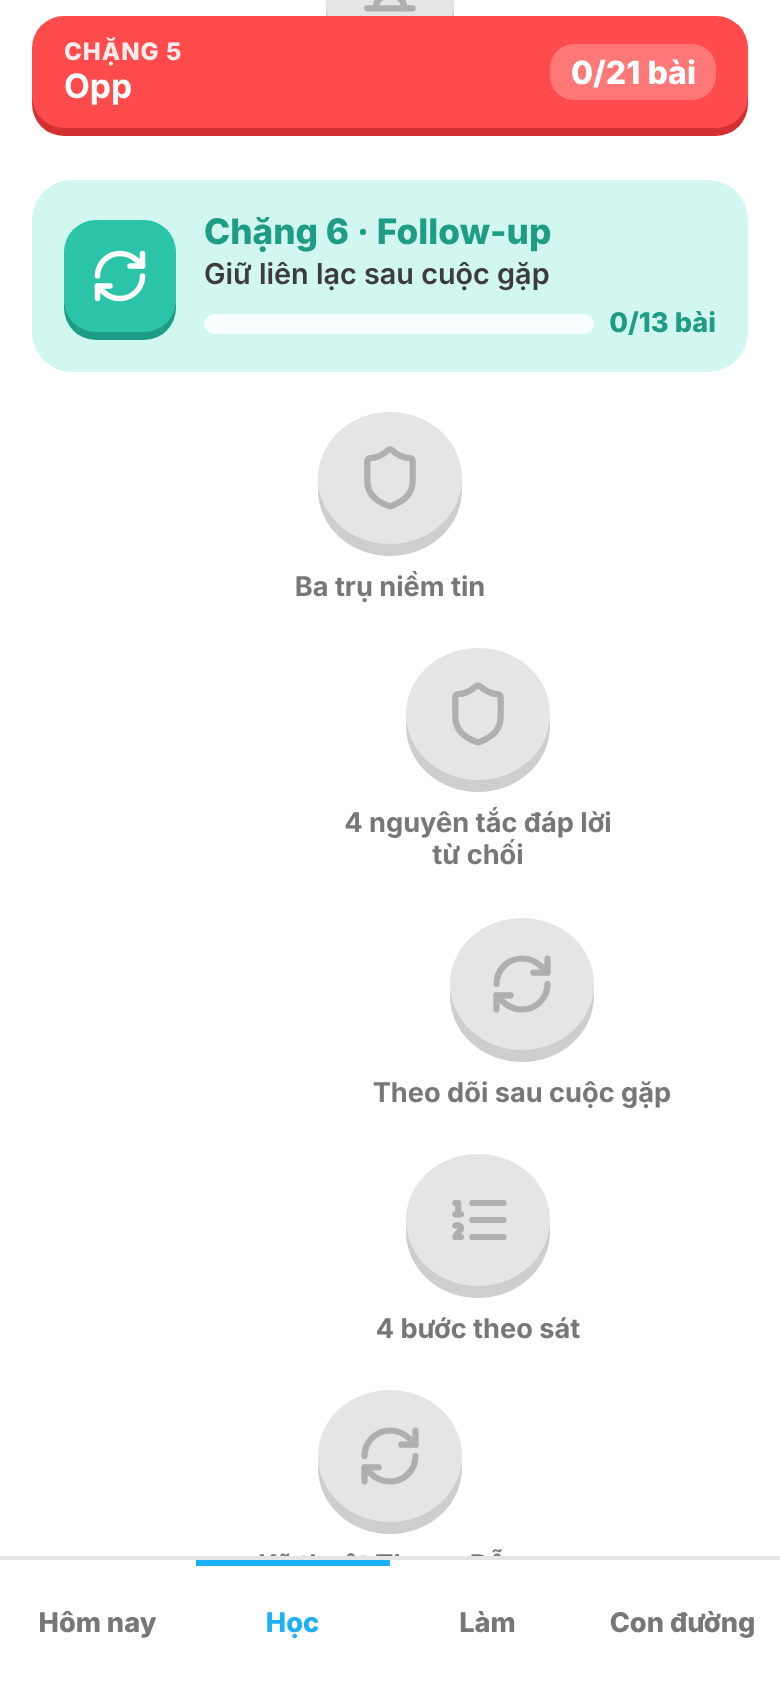 CHẶNG 5
Opp
0/21 bài
Chặng 6 · Follow-up
Giữ liên lạc sau cuộc gặp
0/13 bài
Ba trụ niềm tin
4 nguyên tắc đáp lời
từ chối
Theo dõi sau cuộc gặp
4 bước theo sát
Hôm nay
Học
Làm
Con đường